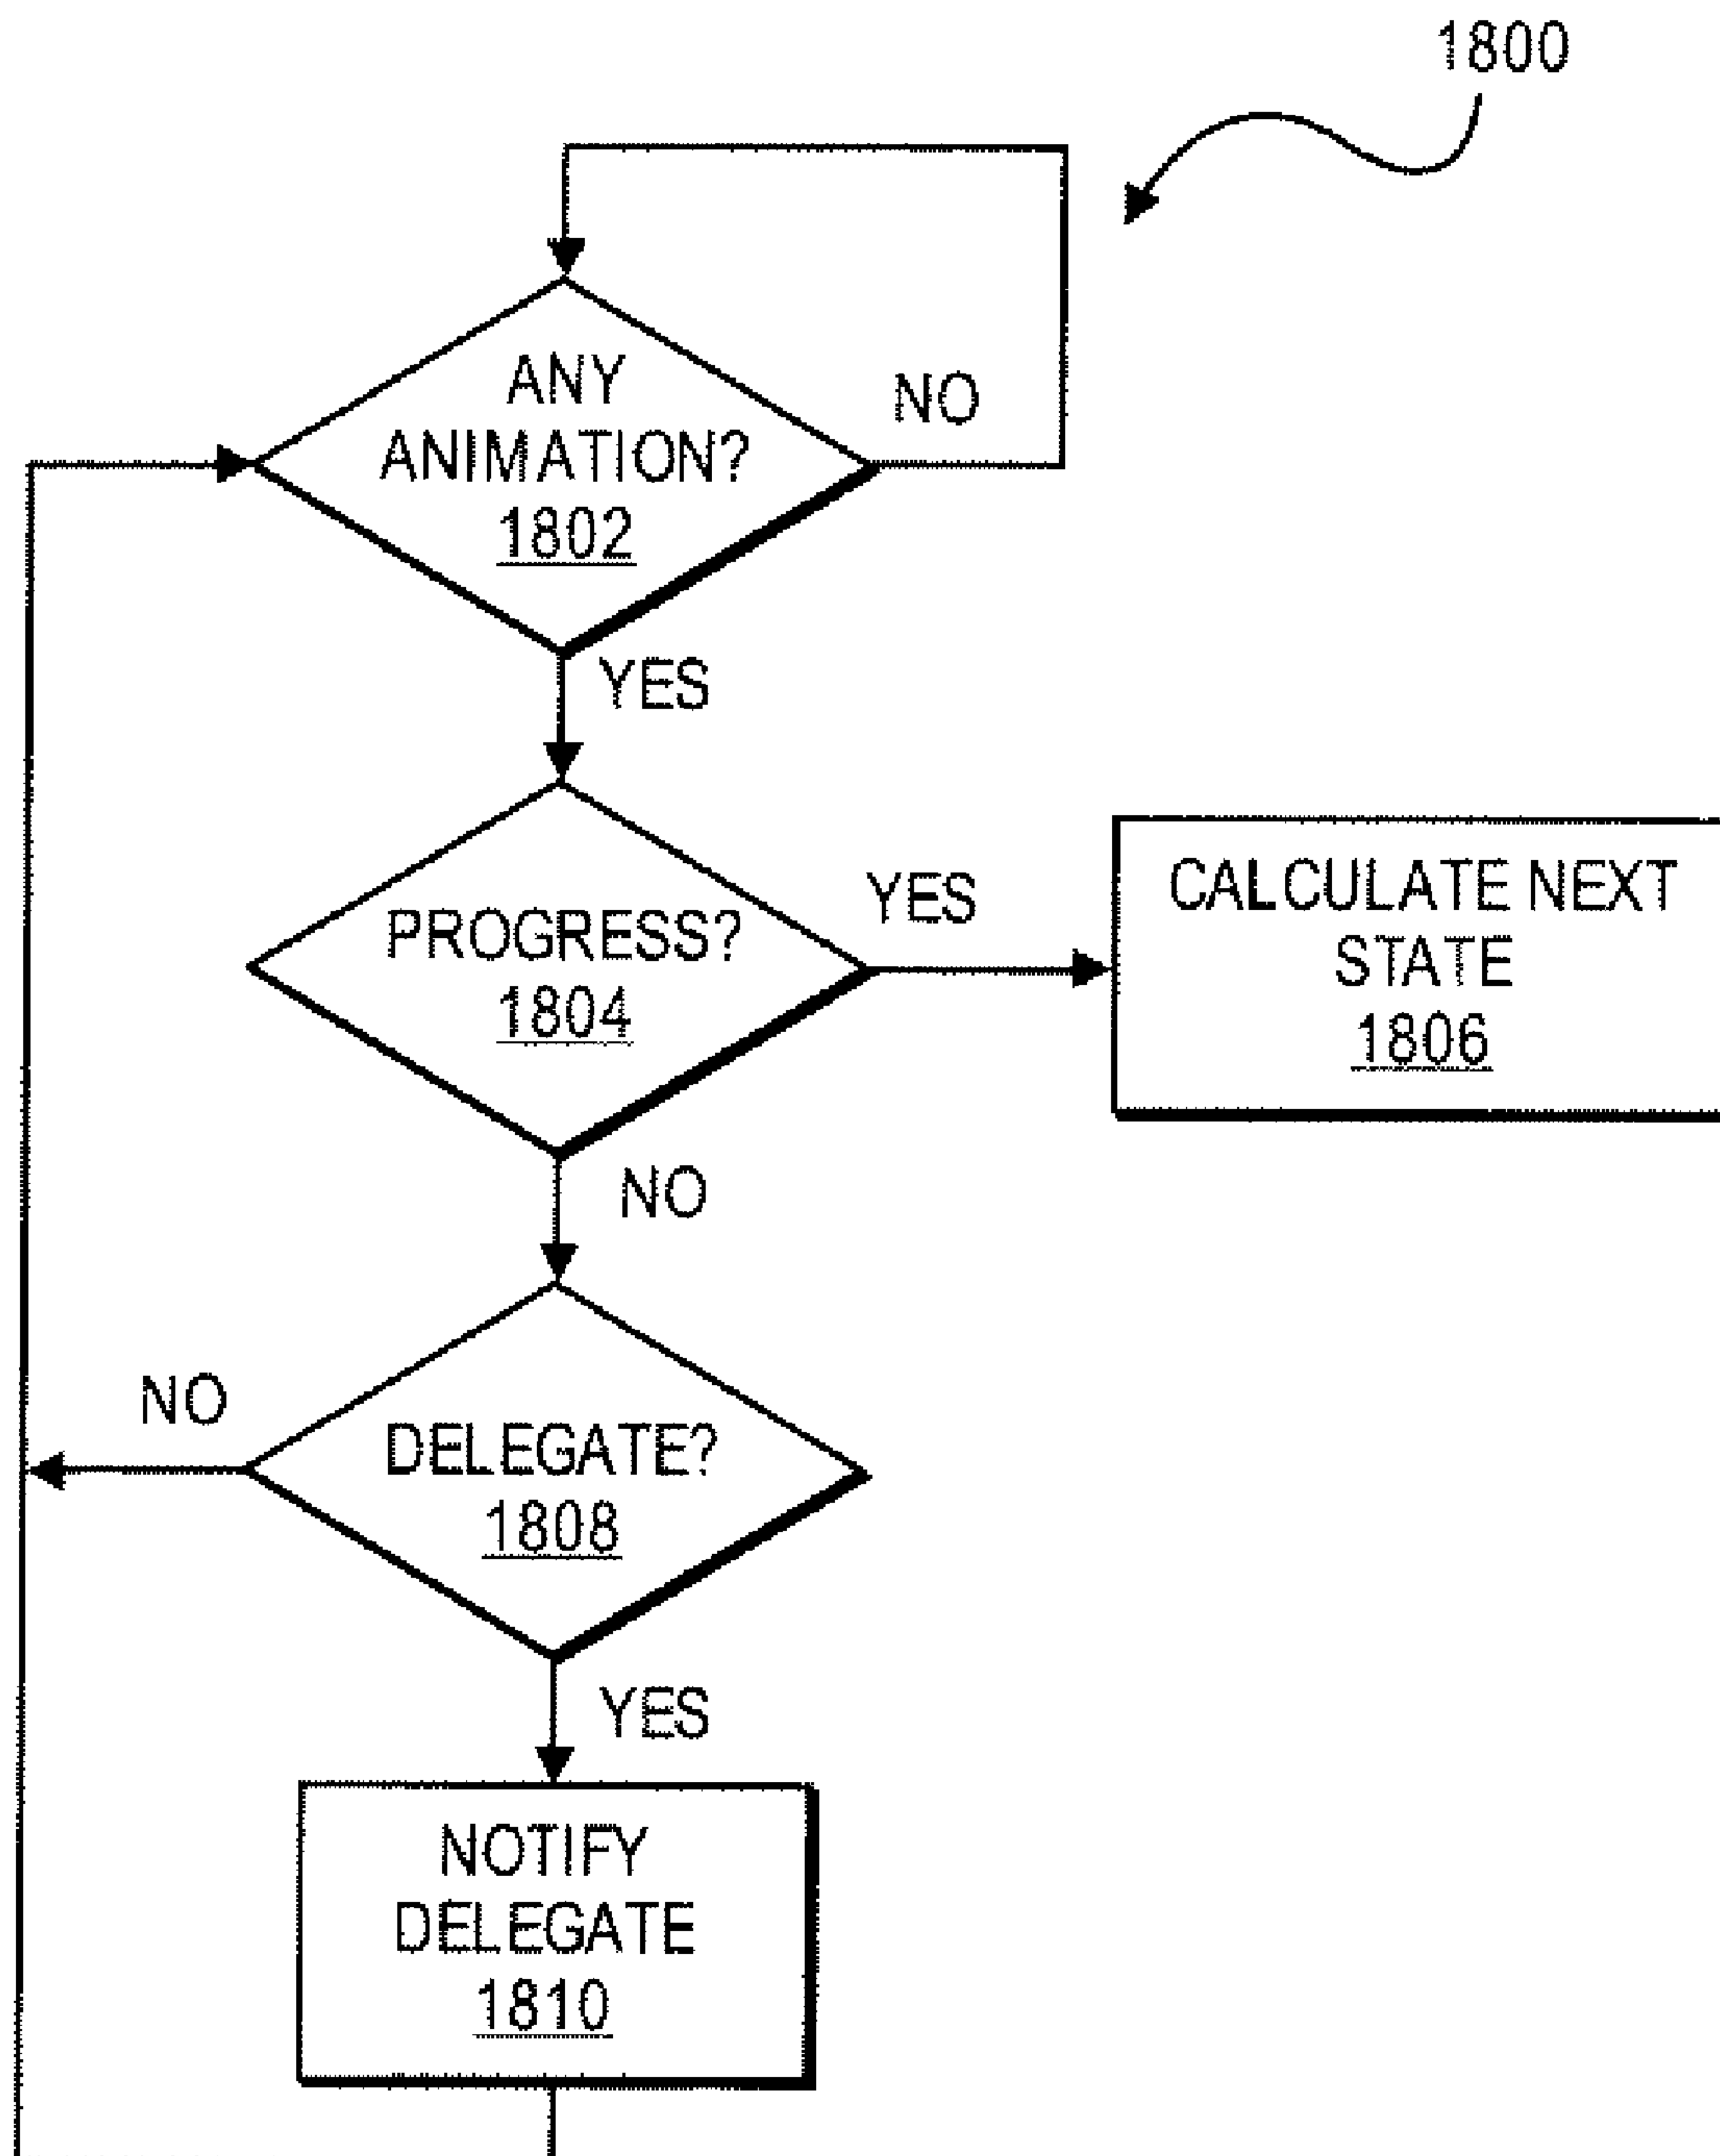 1800
ANY
ANIMATION?
1802
NO
YES
PROGRESS?
1804
YES
CALCULATE NEXT
STATE
1806
NO
DELEGATE?
1808
NO
YES
NOTIFY
DELEGATE
1810